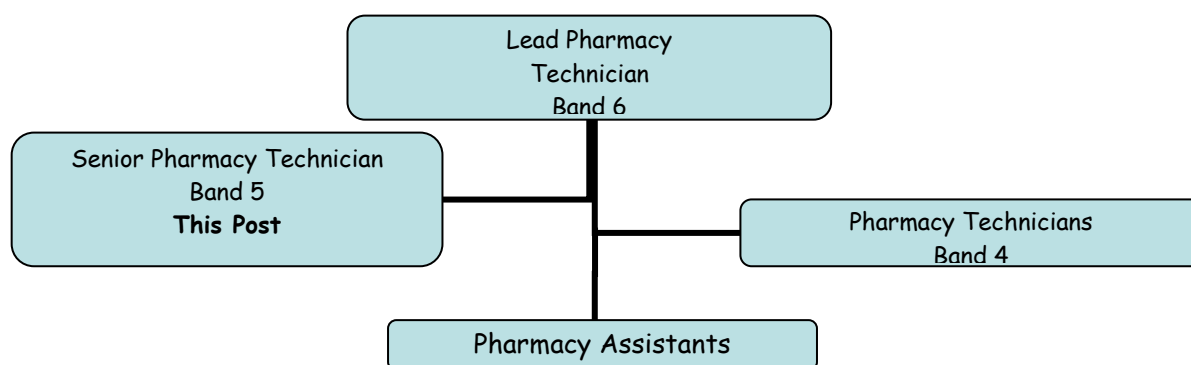 Lead Pharmacy
Technician
Band 6
Senior Pharmacy Technician
Band 5
This Post
Pharmacy Technicians
Band 4
Pharmacy Assistants